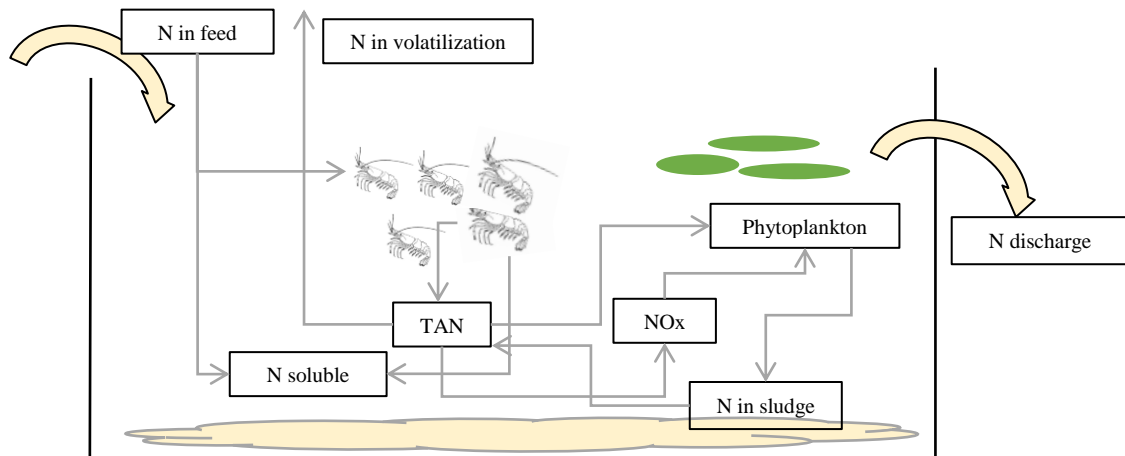 N in feed
N in volatilization
Phytoplankton
N discharge
TAN
NOx
N soluble
N in sludge